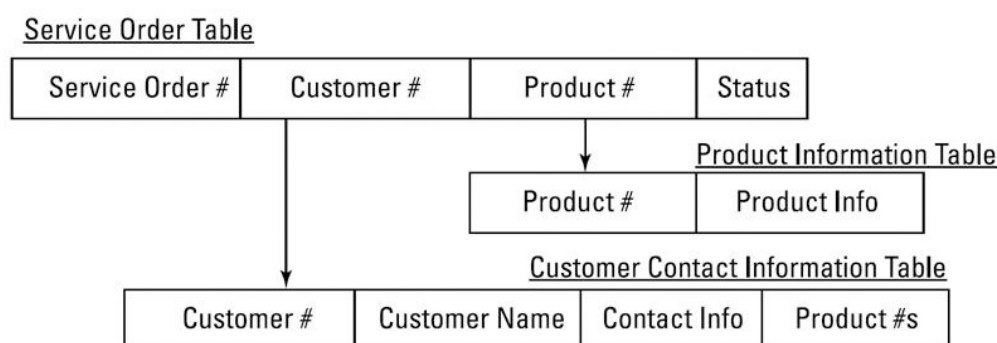 Service Order Table
Service Order # Customer # Product # Status
Product Information Table
Product # Product Info
Customer Contact Information Table
Customer # Customer Name Contact Info Product #s